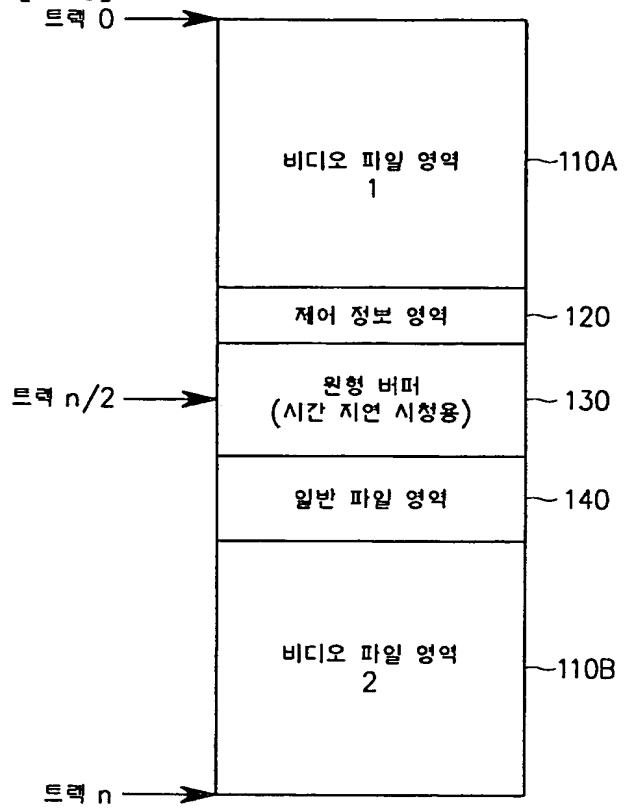 트랙 0
비디오 파일 영역
1
110A
제어 정보 영역
120
트랙 n/2
원형 버퍼
(시간 지연 시청용)
130
일반 파일 영역
140
비디오 파일 영역
2
110B
트랙 n